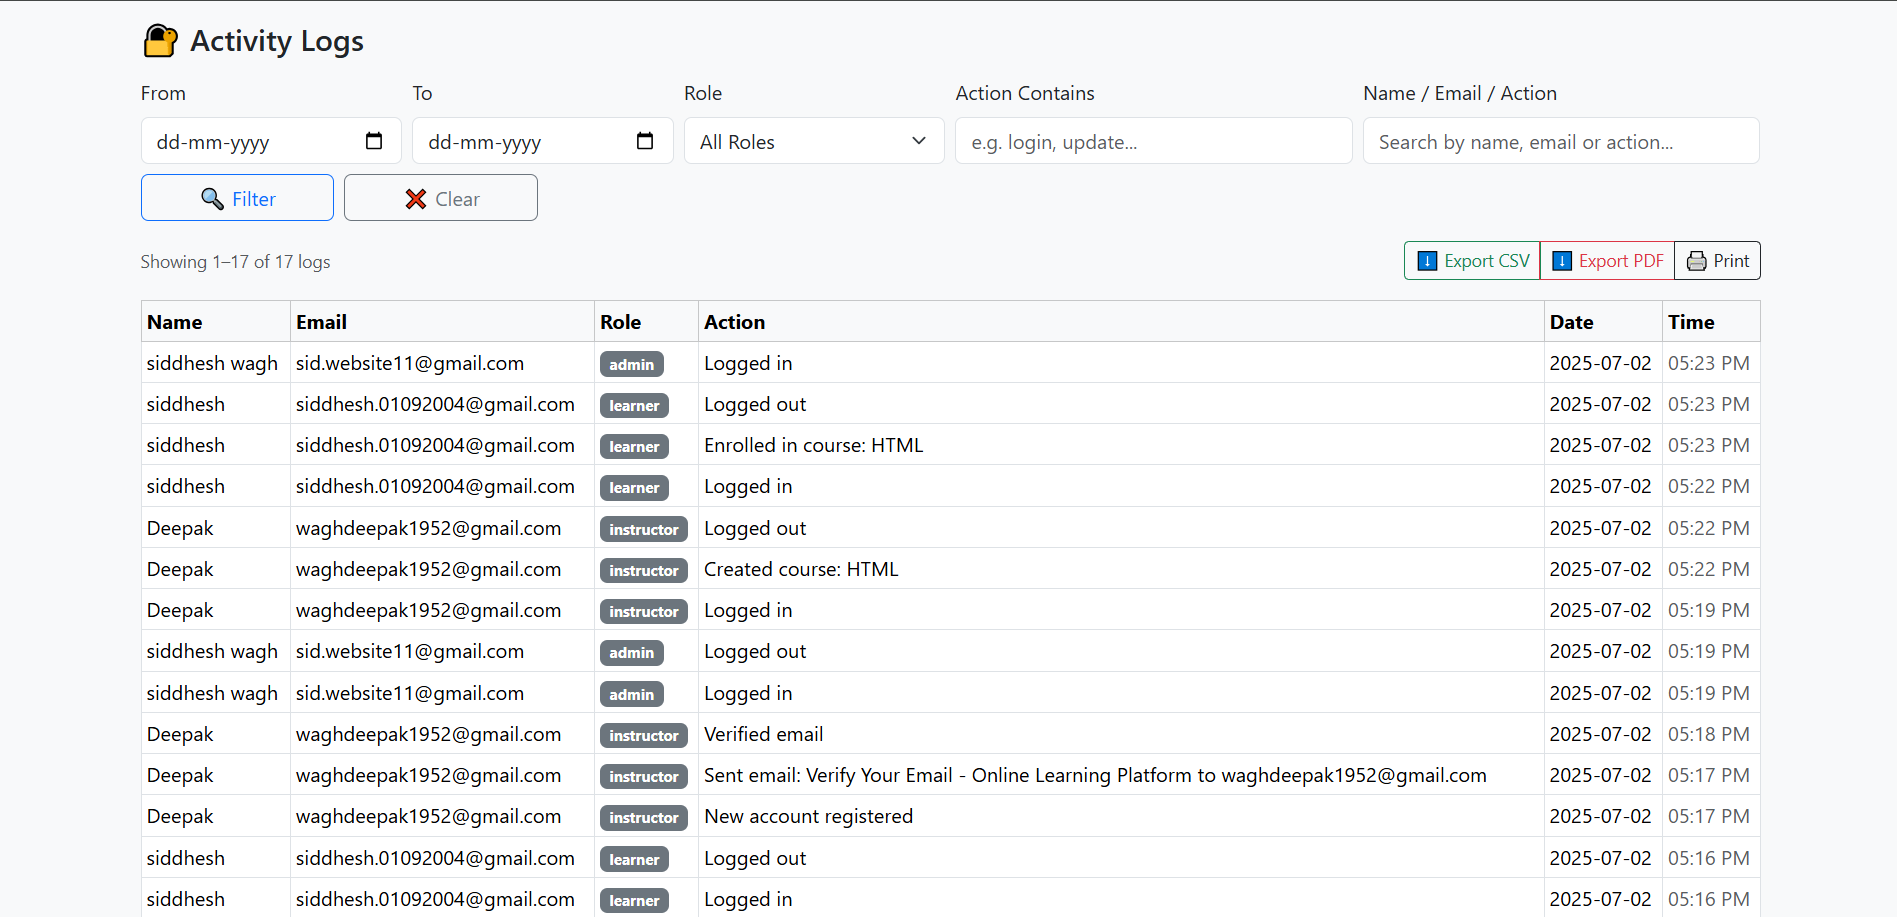 Activity Logs
From To Role Action Contains Name / Email / Action
dd-mm-yyyy dd-mm-yyyy All Roles e.g. login, update... Search by name, email or action...
Filter Clear
Showing 1–17 of 17 logs Export CSV Export PDF Print
Name Email Role Action Date Time
siddhesh wagh sid.website11@gmail.com admin Logged in 2025-07-02 05:23 PM
siddhesh siddhesh.01092004@gmail.com learner Logged out 2025-07-02 05:23 PM
siddhesh siddhesh.01092004@gmail.com learner Enrolled in course: HTML 2025-07-02 05:23 PM
siddhesh siddhesh.01092004@gmail.com learner Logged in 2025-07-02 05:22 PM
Deepak waghdeepak1952@gmail.com instructor Logged out 2025-07-02 05:22 PM
Deepak waghdeepak1952@gmail.com instructor Created course: HTML 2025-07-02 05:22 PM
Deepak waghdeepak1952@gmail.com instructor Logged in 2025-07-02 05:19 PM
siddhesh wagh sid.website11@gmail.com admin Logged out 2025-07-02 05:19 PM
siddhesh wagh sid.website11@gmail.com admin Logged in 2025-07-02 05:19 PM
Deepak waghdeepak1952@gmail.com instructor Verified email 2025-07-02 05:18 PM
Deepak waghdeepak1952@gmail.com instructor Sent email: Verify Your Email - Online Learning Platform to waghdeepak1952@gmail.com 2025-07-02 05:17 PM
Deepak waghdeepak1952@gmail.com instructor New account registered 2025-07-02 05:17 PM
siddhesh siddhesh.01092004@gmail.com learner Logged out 2025-07-02 05:16 PM
siddhesh siddhesh.01092004@gmail.com learner Logged in 2025-07-02 05:16 PM